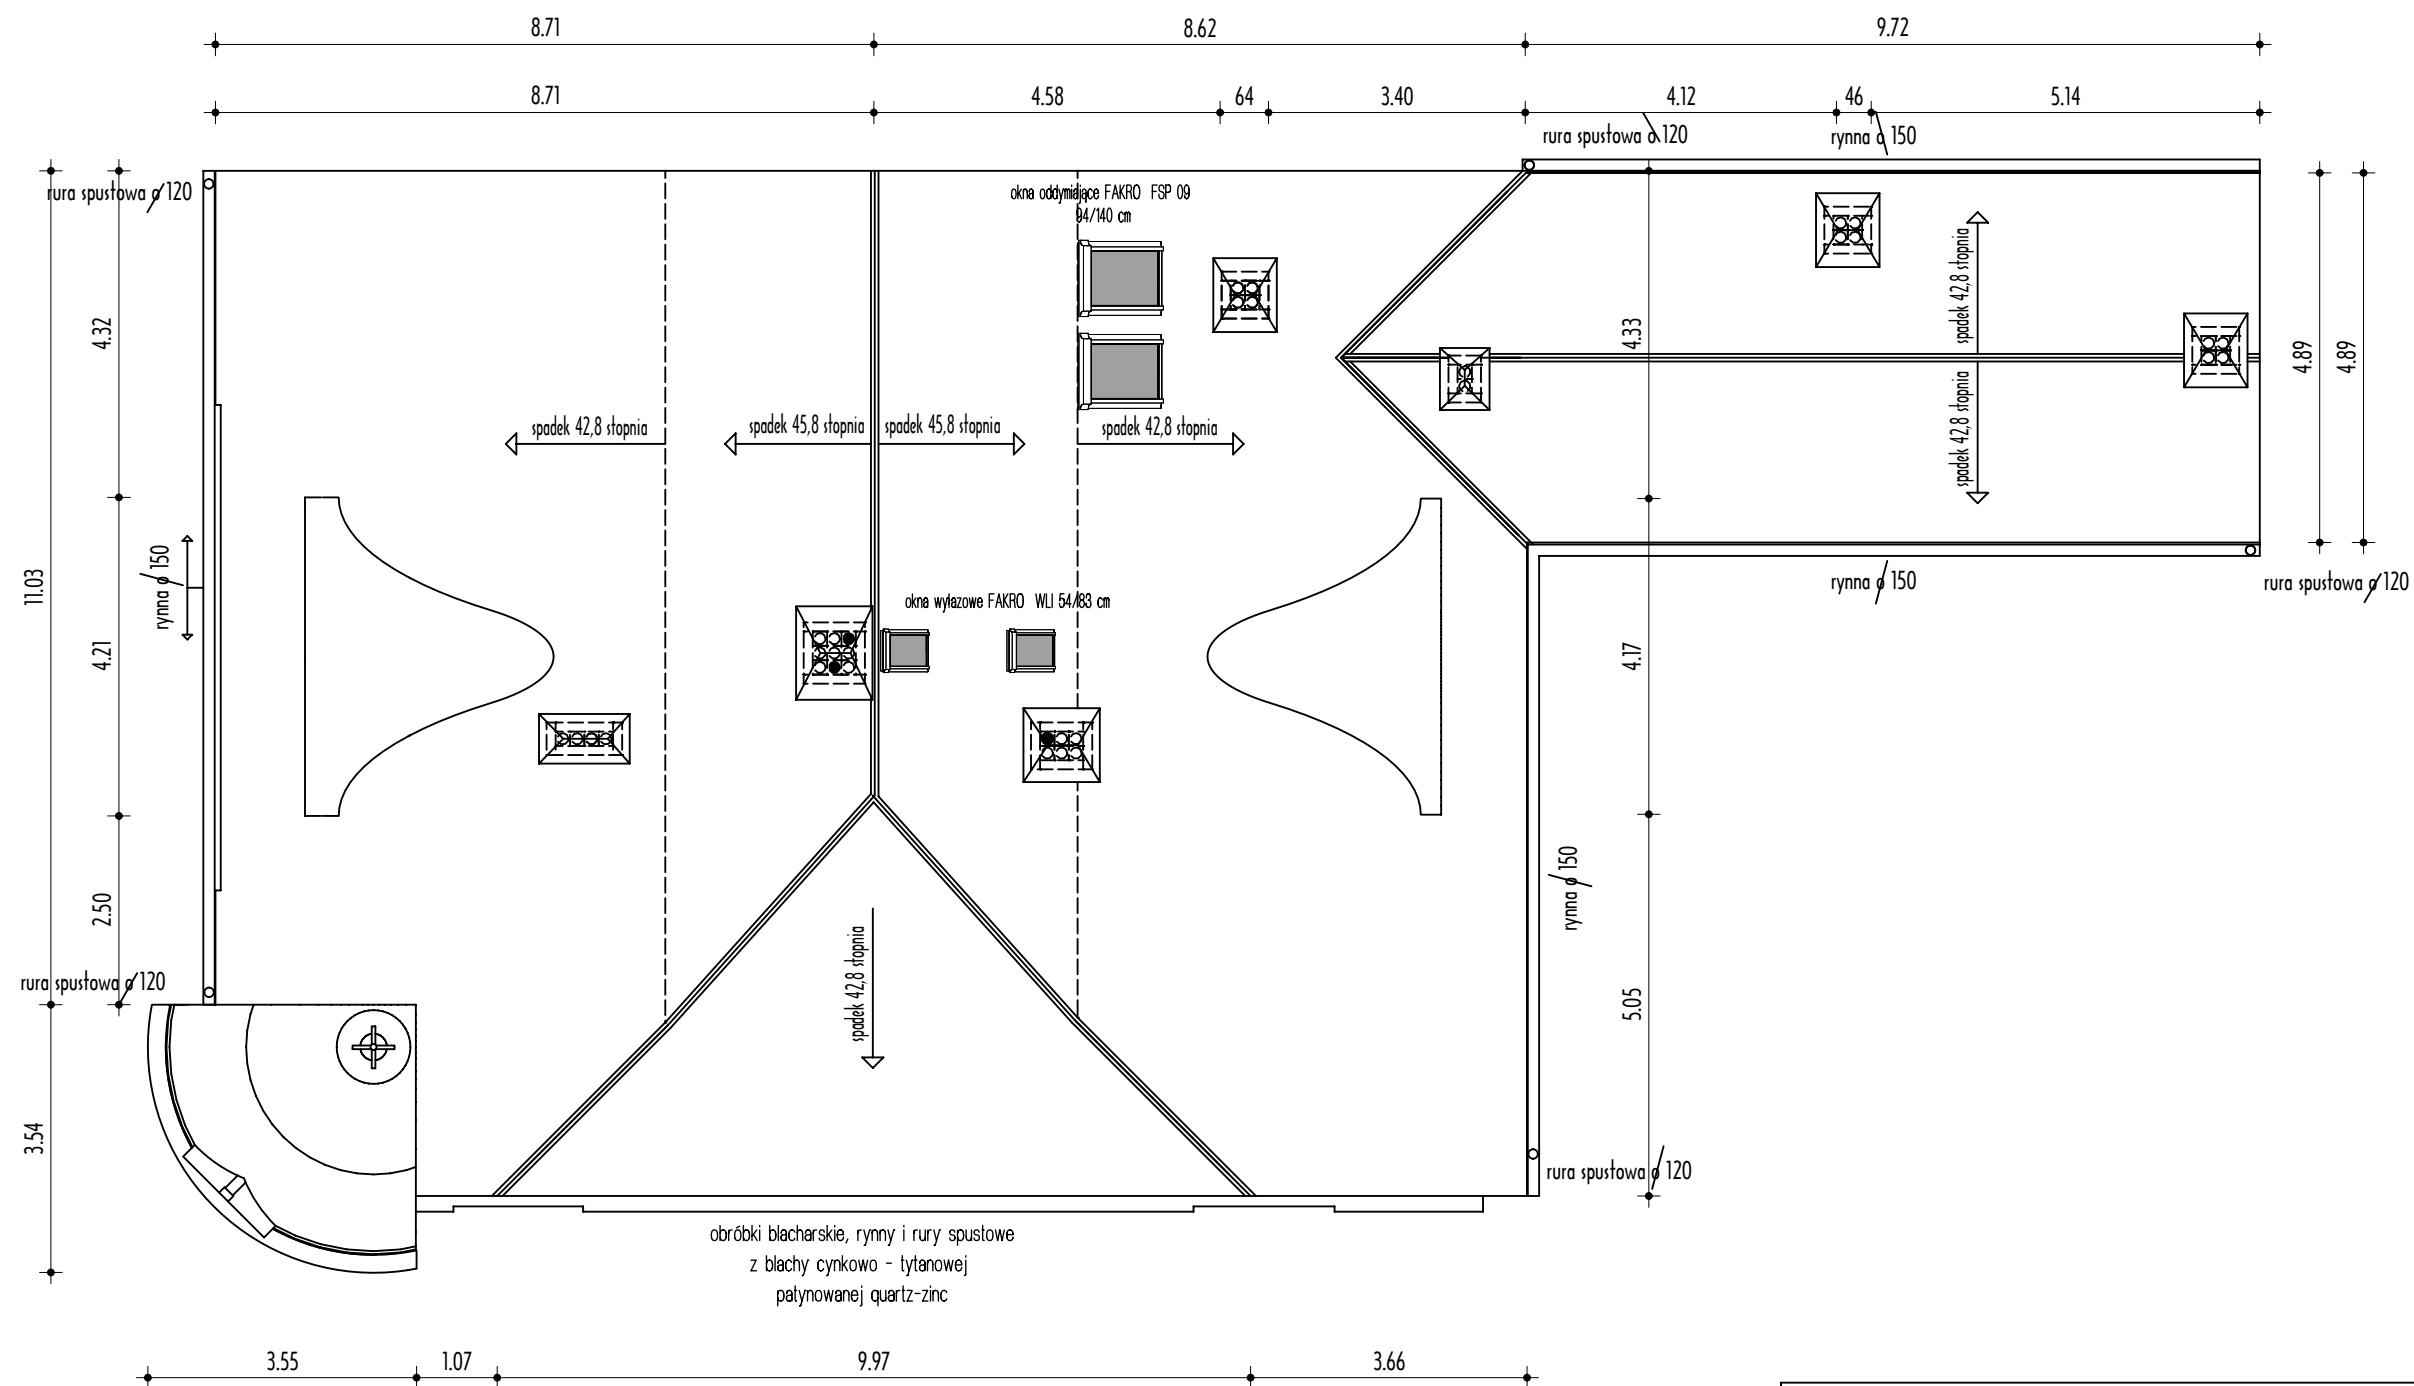 8.71
8.62
9.72
8.71
4.58
64
3.40
4.12
46
5.14
rura spustowa o 120
rynna o 150
rura spustowa o 120
okna oddymiające FAKRO FSP 09
94/140 cm
4.32
4.33
spadek 42,8 stopnia
4.89
4.89
spadek 42,8 stopnia
spadek 42,8 stopnia
spadek 45,8 stopnia
spadek 45,8 stopnia
spadek 42,8 stopnia
11.03
rynna o 150
rynna o 150
rura spustowa o 120
okna wyłazowe FAKRO WLI 54/83 cm
4.21
4.17
2.50
rynna o 150
rura spustowa o 120
spadek 42,8 stopnia
5.05
3.54
rura spustowa o 120
obróbki blacharskie, rynny i rury spustowe
z blachy cynkowo - tytanowej
patynowanej quartz-zinc
3.55
1.07
9.97
3.66